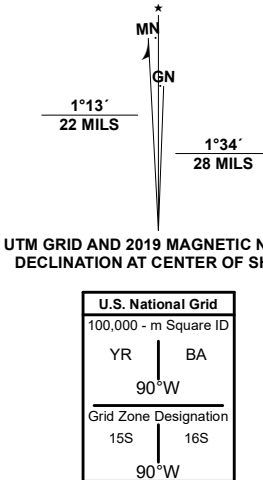 ★
MN
GN
1°13´
22 MILS
1°34´
28 MILS
UTM GRID AND 2019 MAGNETIC N
DECLINATION AT CENTER OF SH
U.S. National Grid
100,000 - m Square ID
YR BA
90°W
Grid Zone Designation
15S 16S
90°W